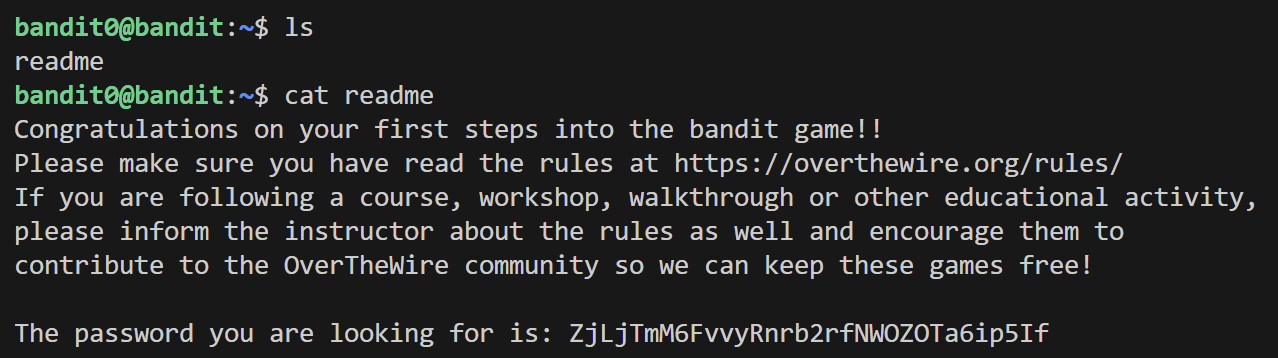 bandit0@bandit:~$ ls
readme
bandit0@bandit:~$ cat readme
Congratulations on your first steps into the bandit game!!
Please make sure you have read the rules at https://overthewire.org/rules/
If you are following a course, workshop, walkthrough or other educational activity,
please inform the instructor about the rules as well and encourage them to
contribute to the OverTheWire community so we can keep these games free!

The password you are looking for is: ZjLjTmM6FvvyRnrb2rfNWOZOTa6ip5If